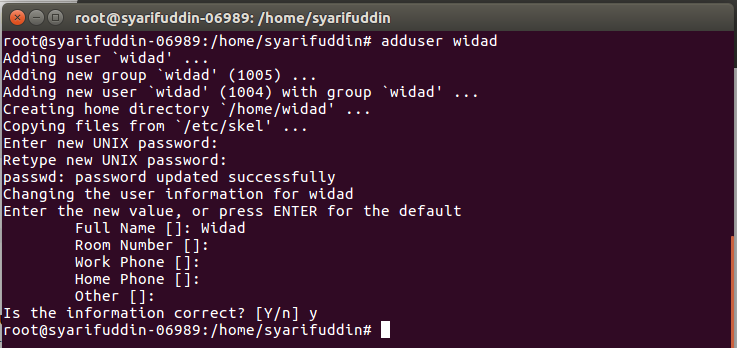 root@syarifuddin-06989: /home/syarifuddin
root@syarifuddin-06989:/home/syarifuddin# adduser widad
Adding user `widad' ...
Adding new group `widad' (1005) ...
Adding new user `widad' (1004) with group `widad' ...
Creating home directory `/home/widad' ...
Copying files from `/etc/skel' ...
Enter new UNIX password:
Retype new UNIX password:
passwd: password updated successfully
Changing the user information for widad
Enter the new value, or press ENTER for the default
Full Name []: Widad
Room Number []:
Work Phone []:
Home Phone []:
Other []:
Is the information correct? [Y/n] y
root@syarifuddin-06989:/home/syarifuddin#